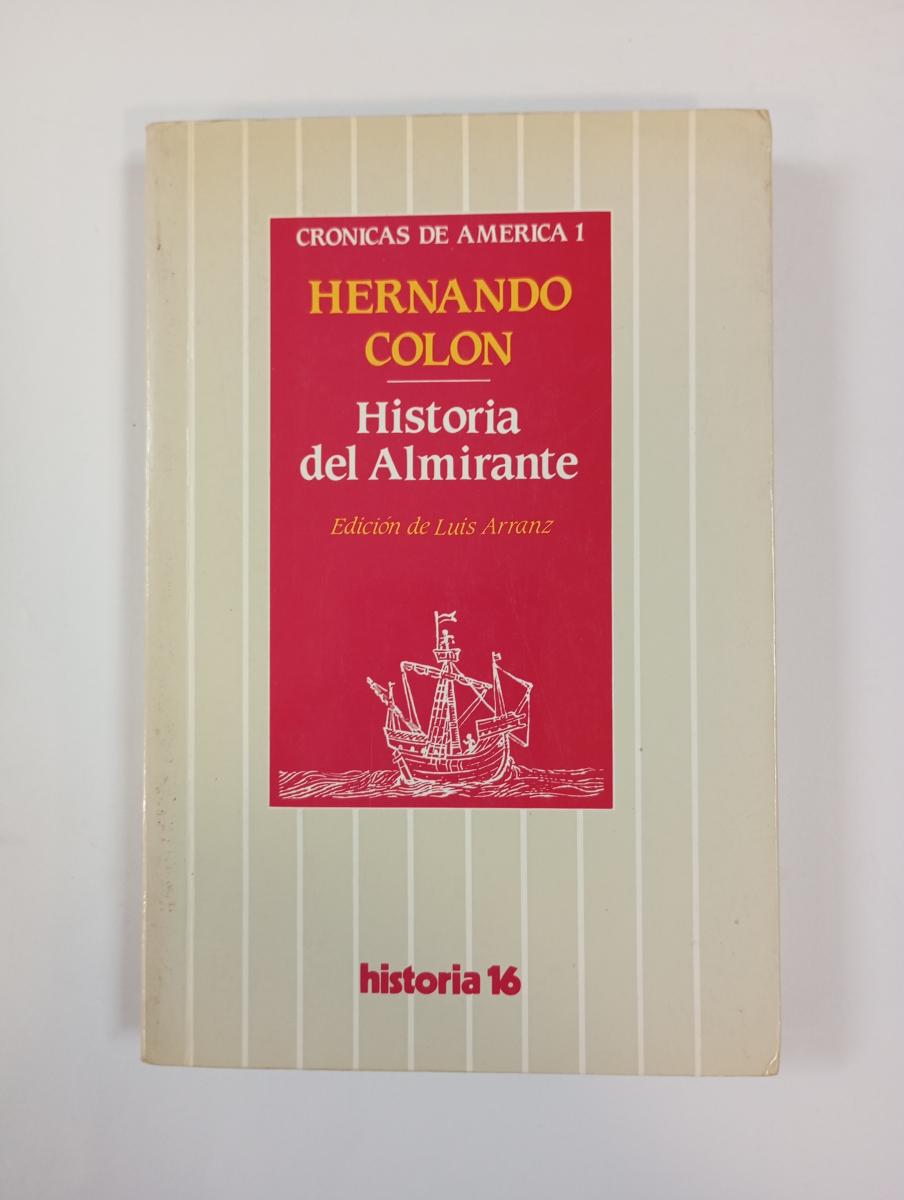 CRONICAS DE AMERICA 1
HERNANDO
COLON
Historia
del Almirante
Edición de Luis Arranz
historia 16